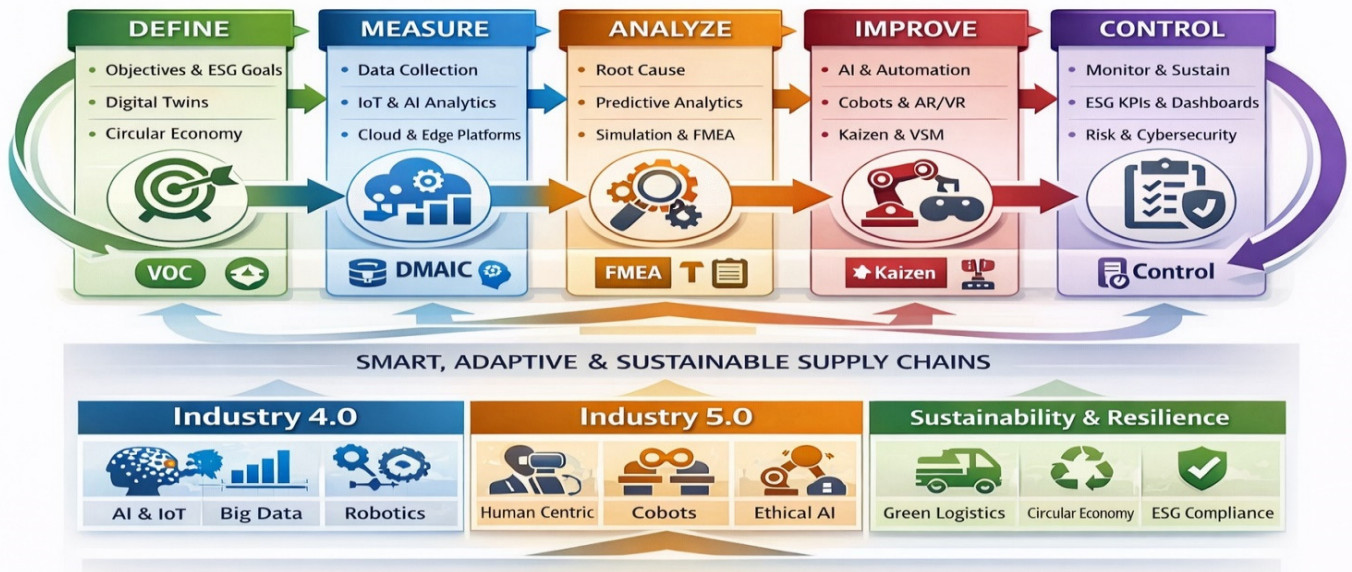 DEFINE
Objectives & ESG Goals
Digital Twins
Circular Economy
VOC
MEASURE
Data Collection
IoT & AI Analytics
Cloud & Edge Platforms
DMAIC
ANALYZE
Root Cause
Predictive Analytics
Simulation & FMEA
FMEA
IMPROVE
AI & Automation
Cobots & AR/VR
Kaizen & VSM
Kaizen
CONTROL
Monitor & Sustain
ESG KPIs & Dashboards
Risk & Cybersecurity
Control
SMART, ADAPTIVE & SUSTAINABLE SUPPLY CHAINS
Industry 4.0
AI & IoT
Big Data
Robotics
Industry 5.0
Human Centric
Cobots
Ethical AI
Sustainability & Resilience
Green Logistics
Circular Economy
ESG Compliance